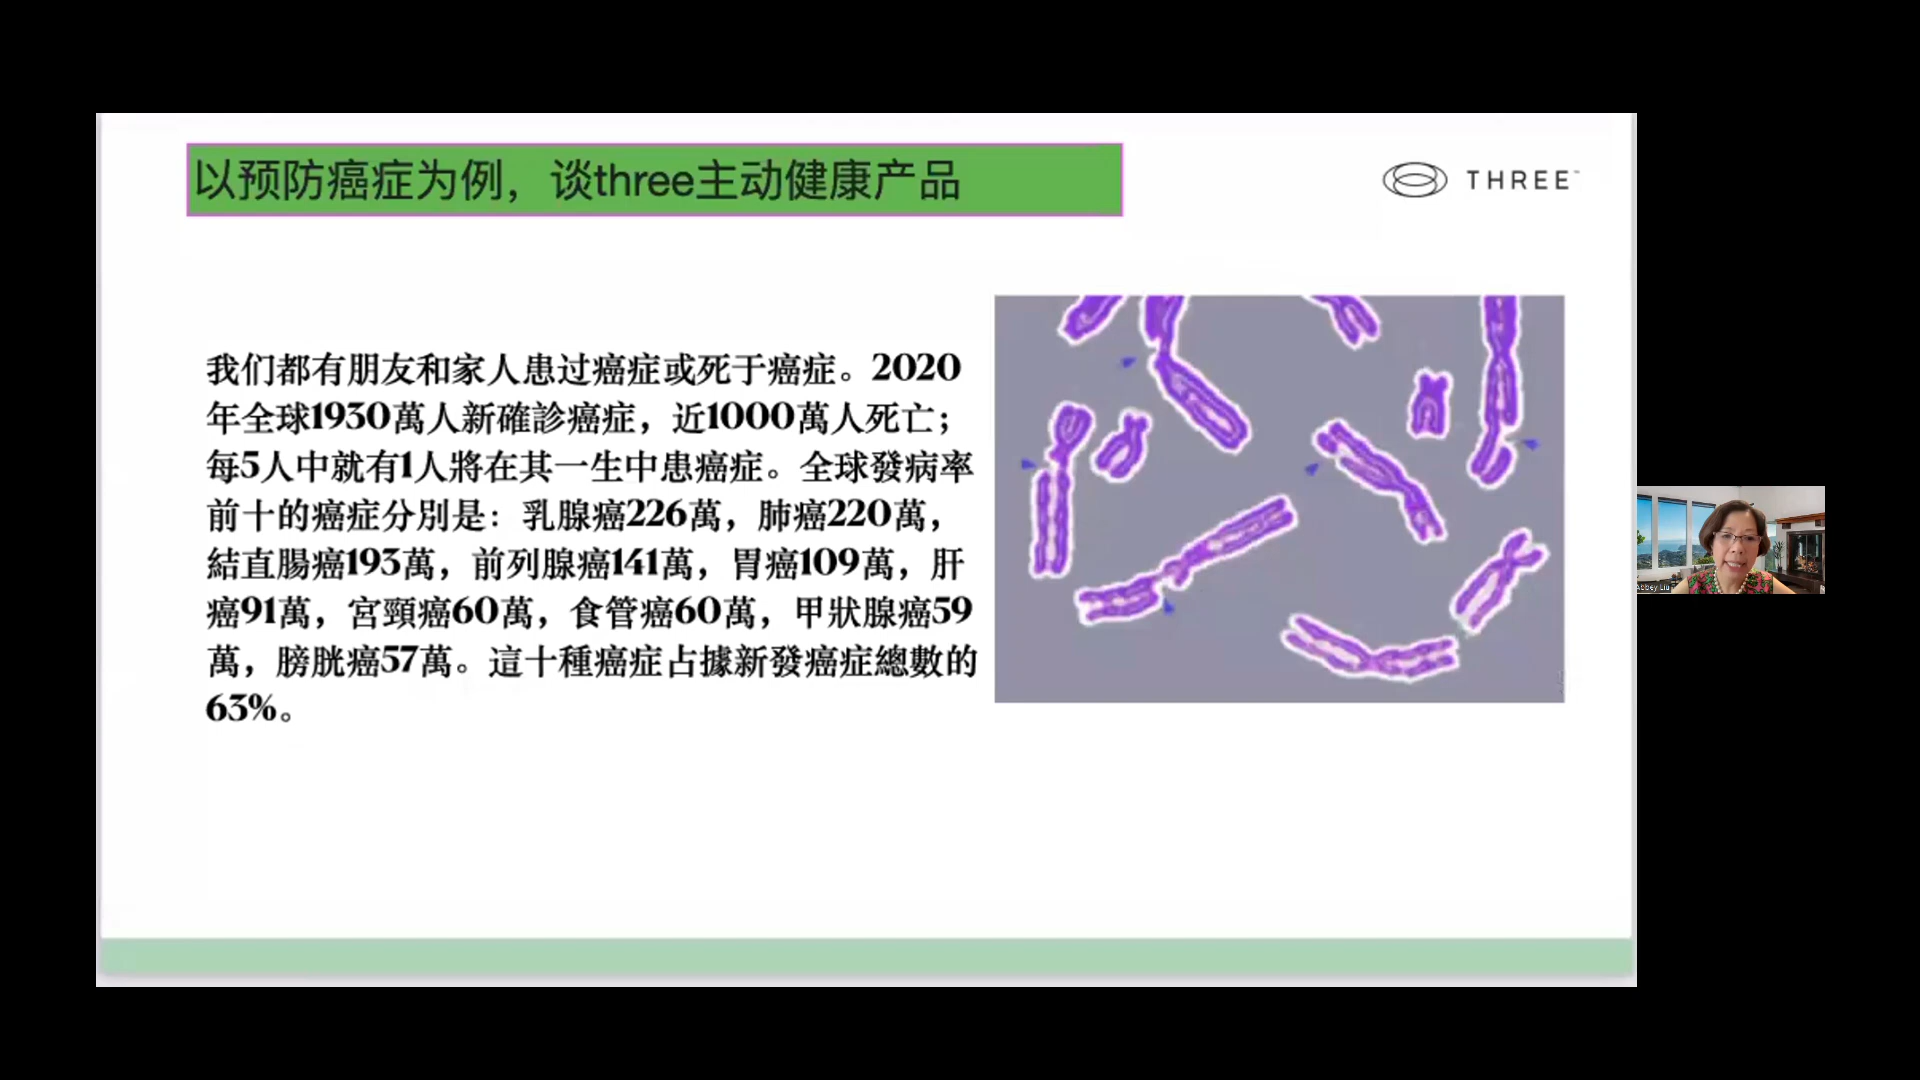 以预防癌症为例，谈three主动健康产品
THREE™
我们都有朋友和家人患过癌症或死于癌症。2020
年全球1930萬人新確診癌症，近1000萬人死亡；
每5人中就有1人將在其一生中患癌症。全球發病率
前十的癌症分別是：乳腺癌226萬，肺癌220萬，
結直腸癌193萬，前列腺癌141萬，胃癌109萬，肝
癌91萬，宮頸癌60萬，食管癌60萬，甲狀腺癌59
萬，膀胱癌57萬。這十種癌症占據新發癌症總數的
63%。
Abbey Liu